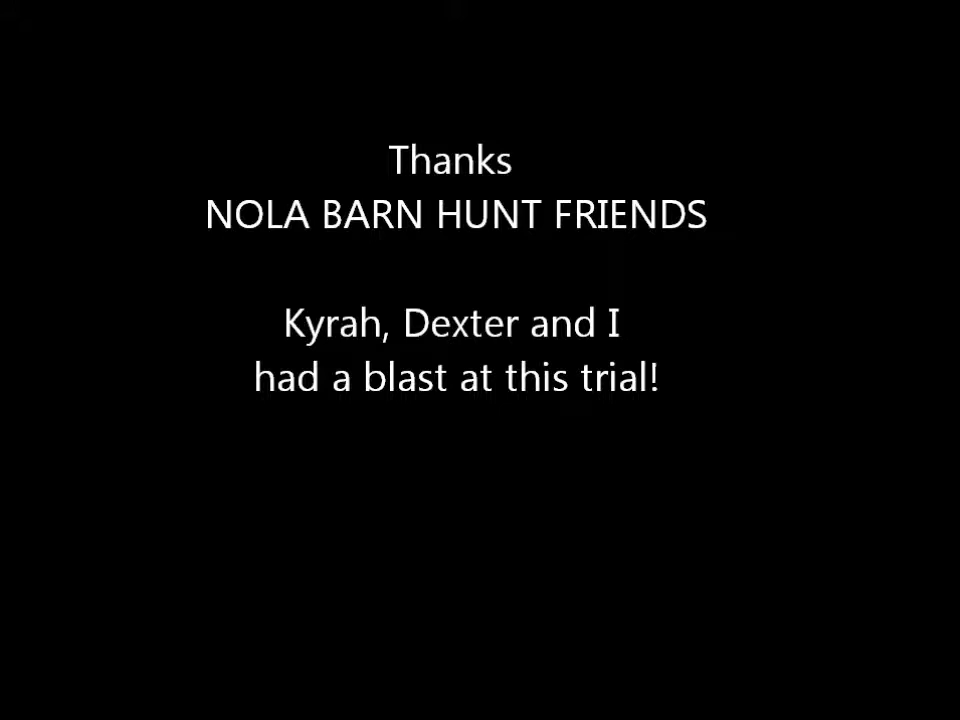 Thanks
NOLA BARN HUNT FRIENDS
Kyrah, Dexter and I
had a blast at this trial!